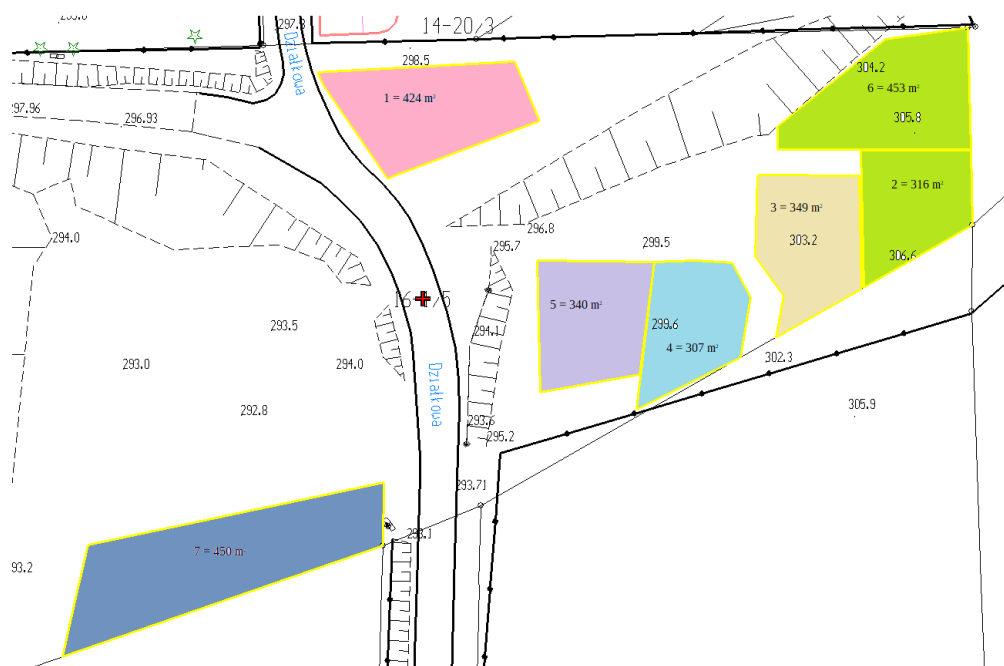 297.3
14-20/3
Działkowa
298.5
304.2
1 = 424 m²
6 = 453 m²
297.96
296.93
305.8
2 = 316 m²
3 = 349 m²
296.8
294.0
295.7
299.5
303.2
306.6
5 = 340 m²
293.5
294.1
299.6
4 = 307 m²
293.0
294.0
302.3
Działkowa
292.8
305.9
293.6
295.2
293.71
7 = 450 m
93.2